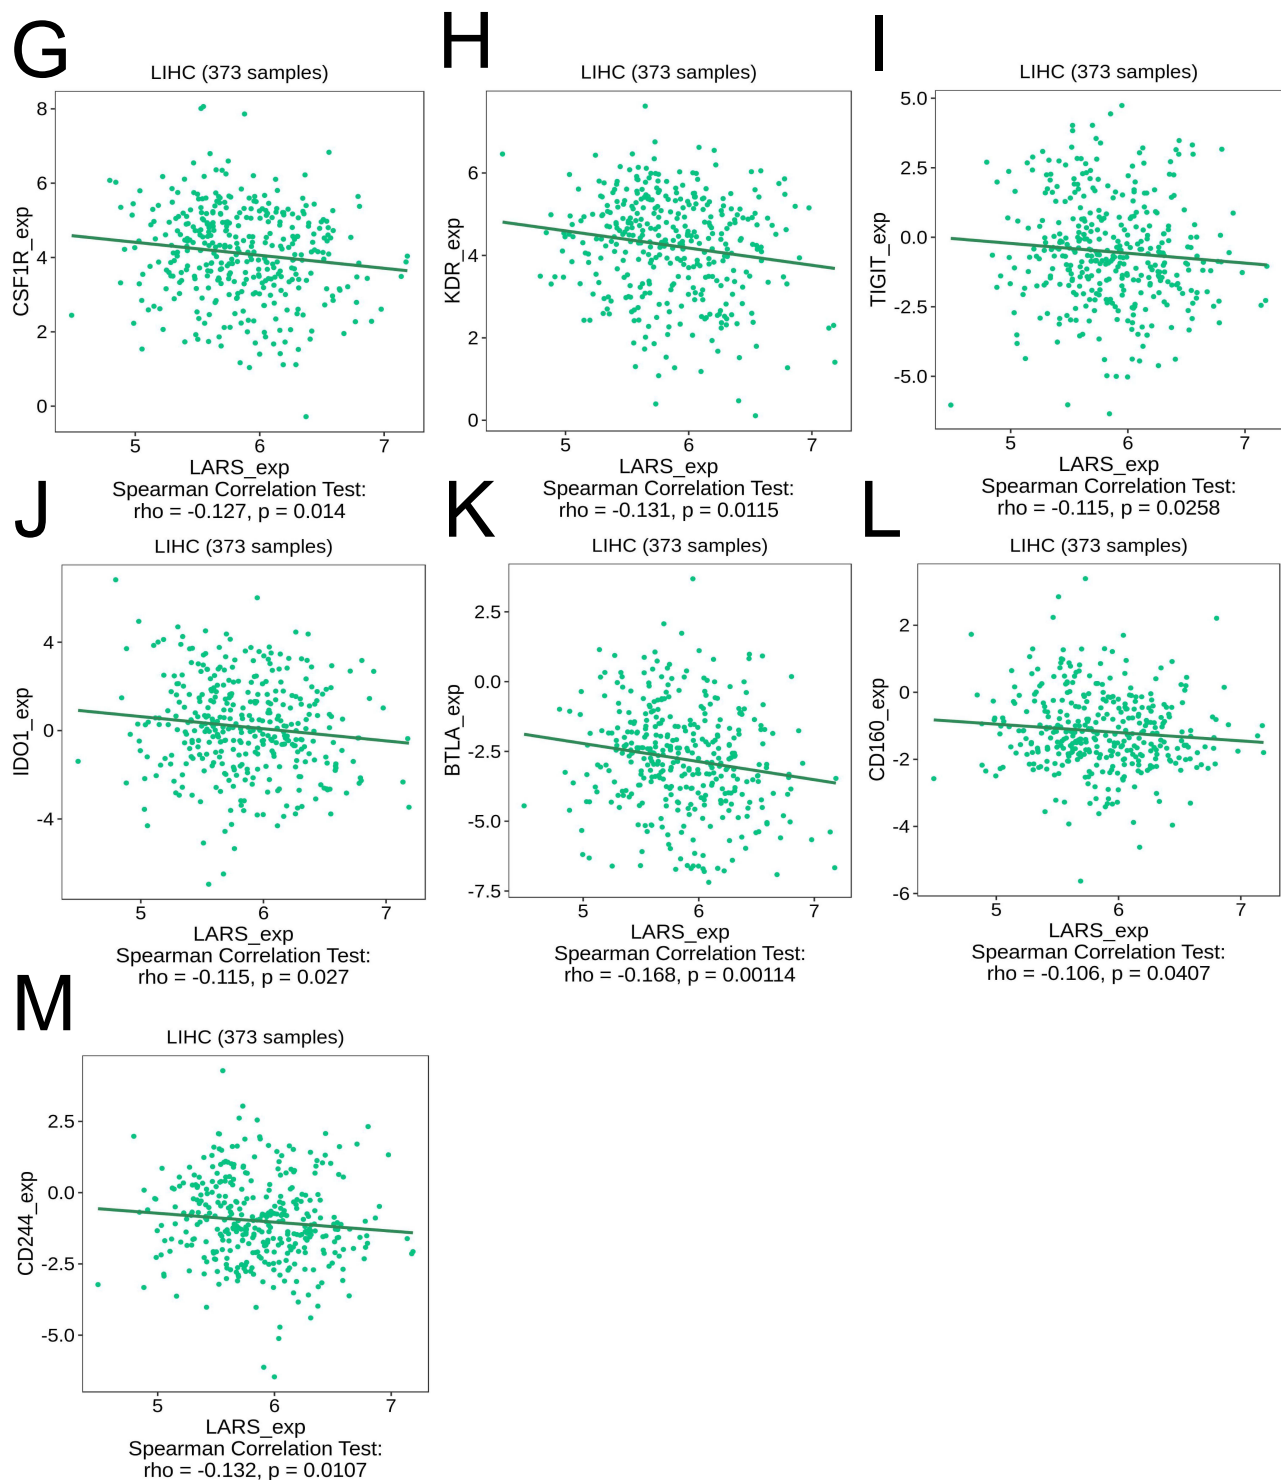 G
LIHC (373 samples)
CSF1R_exp
8
6
4
2
0
5 6 7
LARS_exp
Spearman Correlation Test:
rho = -0.127, p = 0.014
H
LIHC (373 samples)
KDR_exp
6
4
2
0
5 6 7
LARS_exp
Spearman Correlation Test:
rho = -0.131, p = 0.0115
I
LIHC (373 samples)
TIGIT_exp
5.0
2.5
0.0
-2.5
-5.0
5 6 7
LARS_exp
Spearman Correlation Test:
rho = -0.115, p = 0.0258
J
LIHC (373 samples)
IDO1_exp
4
0
-4
5 6 7
LARS_exp
Spearman Correlation Test:
rho = -0.115, p = 0.027
K
LIHC (373 samples)
BTLA_exp
2.5
0.0
-2.5
-5.0
-7.5
5 6 7
LARS_exp
Spearman Correlation Test:
rho = -0.168, p = 0.00114
L
LIHC (373 samples)
CD160_exp
2
0
-2
-4
-6
5 6 7
LARS_exp
Spearman Correlation Test:
rho = -0.106, p = 0.0407
M
LIHC (373 samples)
CD244_exp
2.5
0.0
-2.5
-5.0
5 6 7
LARS_exp
Spearman Correlation Test:
rho = -0.132, p = 0.0107